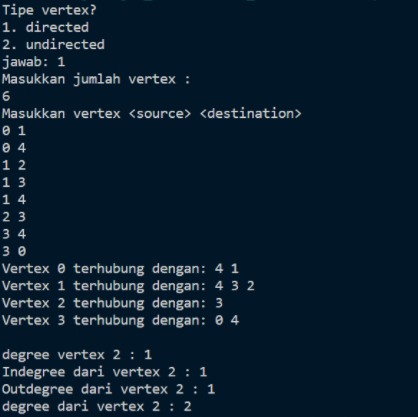 Tipe vertex?
1. directed
2. undirected
jawab: 1
Masukkan jumlah vertex :
6
Masukkan vertex <source> <destination>
0 1
0 4
1 2
1 3
1 4
2 3
3 4
3 0
Vertex 0 terhubung dengan: 4 1
Vertex 1 terhubung dengan: 4 3 2
Vertex 2 terhubung dengan: 3
Vertex 3 terhubung dengan: 0 4
degree vertex 2 : 1
Indegree dari vertex 2 : 1
Outdegree dari vertex 2 : 1
degree dari vertex 2 : 2